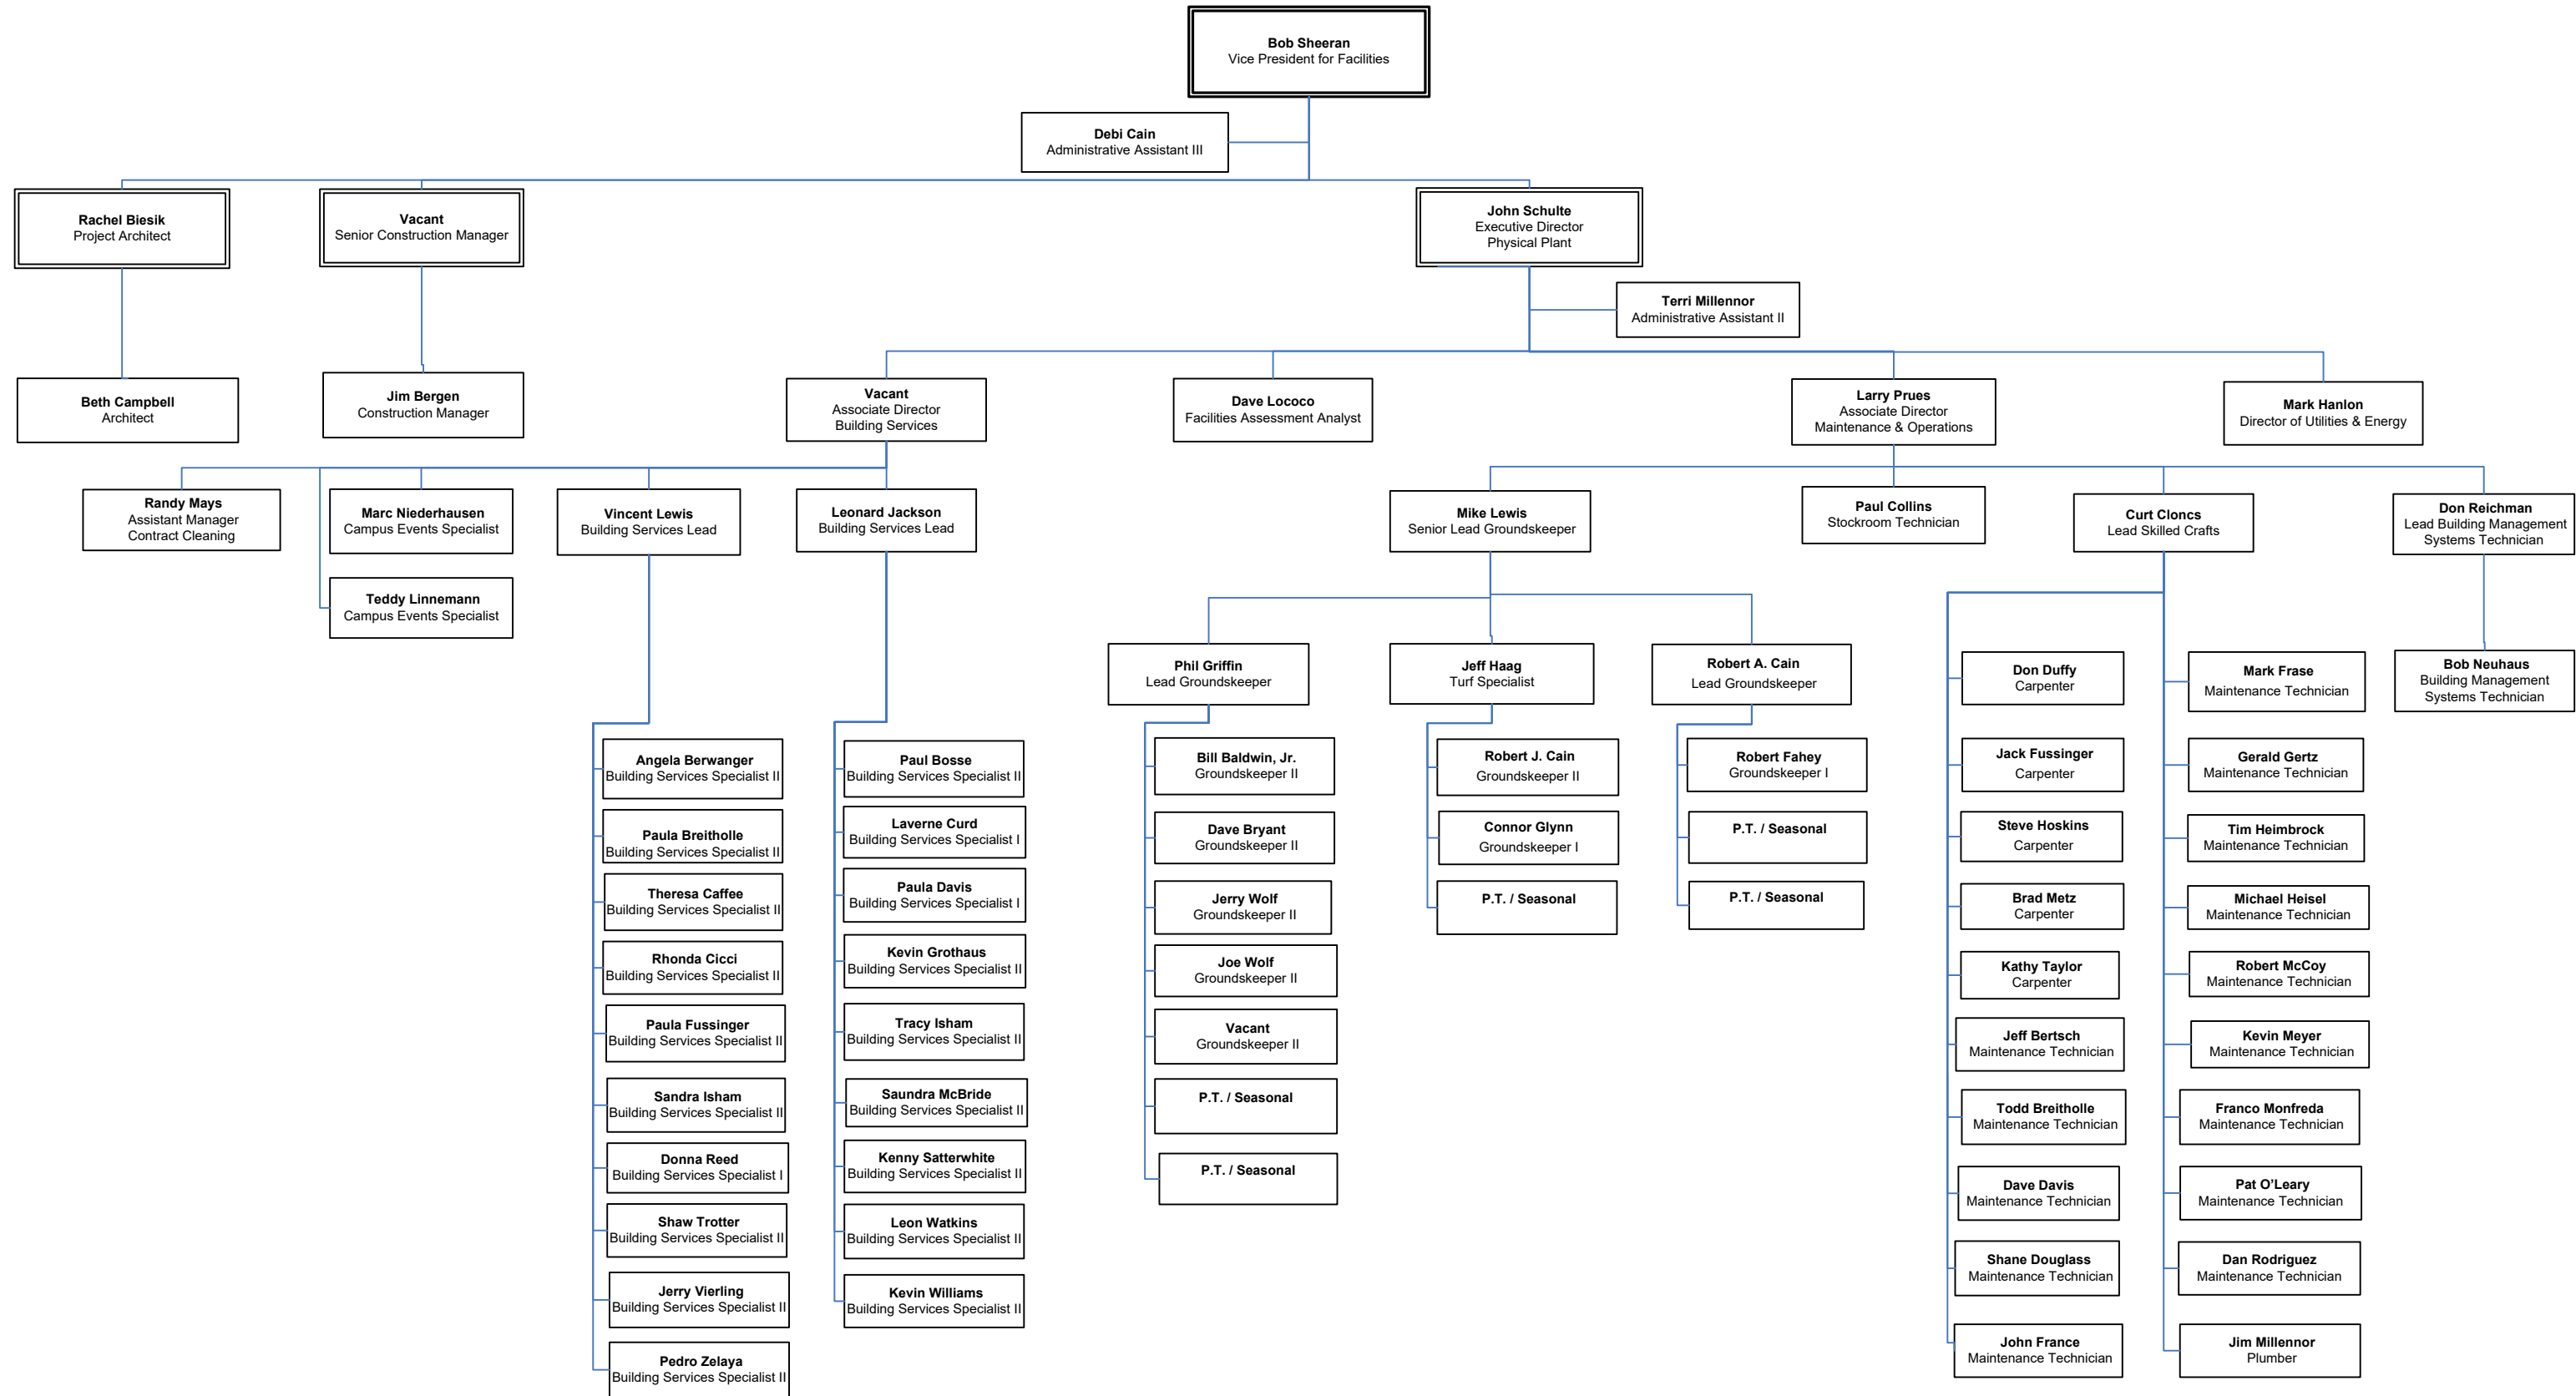 Bob Sheeran
Vice President for Facilities
Debi Cain
Administrative Assistant III
Rachel Biesik
Project Architect
Vacant
Senior Construction Manager
John Schulte
Executive Director
Physical Plant
Terri Millennor
Administrative Assistant II
Beth Campbell
Architect
Jim Bergen
Construction Manager
Vacant
Associate Director
Building Services
Dave Lococo
Facilities Assessment Analyst
Larry Prues
Associate Director
Maintenance & Operations
Mark Hanlon
Director of Utilities & Energy
Randy Mays
Assistant Manager
Contract Cleaning
Marc Niederhausen
Campus Events Specialist
Teddy Linnemann
Campus Events Specialist
Vincent Lewis
Building Services Lead
Leonard Jackson
Building Services Lead
Mike Lewis
Senior Lead Groundskeeper
Paul Collins
Stockroom Technician
Curt Cloncs
Lead Skilled Crafts
Don Reichman
Lead Building Management
Systems Technician
Phil Griffin
Lead Groundskeeper
Jeff Haag
Turf Specialist
Robert A. Cain
Lead Groundskeeper
Bob Neuhaus
Building Management
Systems Technician
Angela Berwanger
Building Services Specialist II
Paula Breitholle
Building Services Specialist II
Theresa Caffee
Building Services Specialist II
Rhonda Cicci
Building Services Specialist II
Paula Fussinger
Building Services Specialist II
Sandra Isham
Building Services Specialist II
Donna Reed
Building Services Specialist I
Shaw Trotter
Building Services Specialist II
Jerry Vierling
Building Services Specialist II
Pedro Zelaya
Building Services Specialist II
Paul Bosse
Building Services Specialist II
Laverne Curd
Building Services Specialist I
Paula Davis
Building Services Specialist I
Kevin Grothaus
Building Services Specialist II
Tracy Isham
Building Services Specialist II
Saundra McBride
Building Services Specialist II
Kenny Satterwhite
Building Services Specialist II
Leon Watkins
Building Services Specialist II
Kevin Williams
Building Services Specialist II
Bill Baldwin, Jr.
Groundskeeper II
Dave Bryant
Groundskeeper II
Jerry Wolf
Groundskeeper II
Joe Wolf
Groundskeeper II
Vacant
Groundskeeper II
P.T. / Seasonal
P.T. / Seasonal
Robert J. Cain
Groundskeeper II
Connor Glynn
Groundskeeper I
P.T. / Seasonal
Robert Fahey
Groundskeeper I
P.T. / Seasonal
P.T. / Seasonal
Don Duffy
Carpenter
Jack Fussinger
Carpenter
Steve Hoskins
Carpenter
Brad Metz
Carpenter
Kathy Taylor
Carpenter
Jeff Bertsch
Maintenance Technician
Todd Breitholle
Maintenance Technician
Dave Davis
Maintenance Technician
Shane Douglass
Maintenance Technician
John France
Maintenance Technician
Mark Frase
Maintenance Technician
Gerald Gertz
Maintenance Technician
Tim Heimbrock
Maintenance Technician
Michael Heisel
Maintenance Technician
Robert McCoy
Maintenance Technician
Kevin Meyer
Maintenance Technician
Franco Monfreda
Maintenance Technician
Pat O’Leary
Maintenance Technician
Dan Rodriguez
Maintenance Technician
Jim Millennor
Plumber